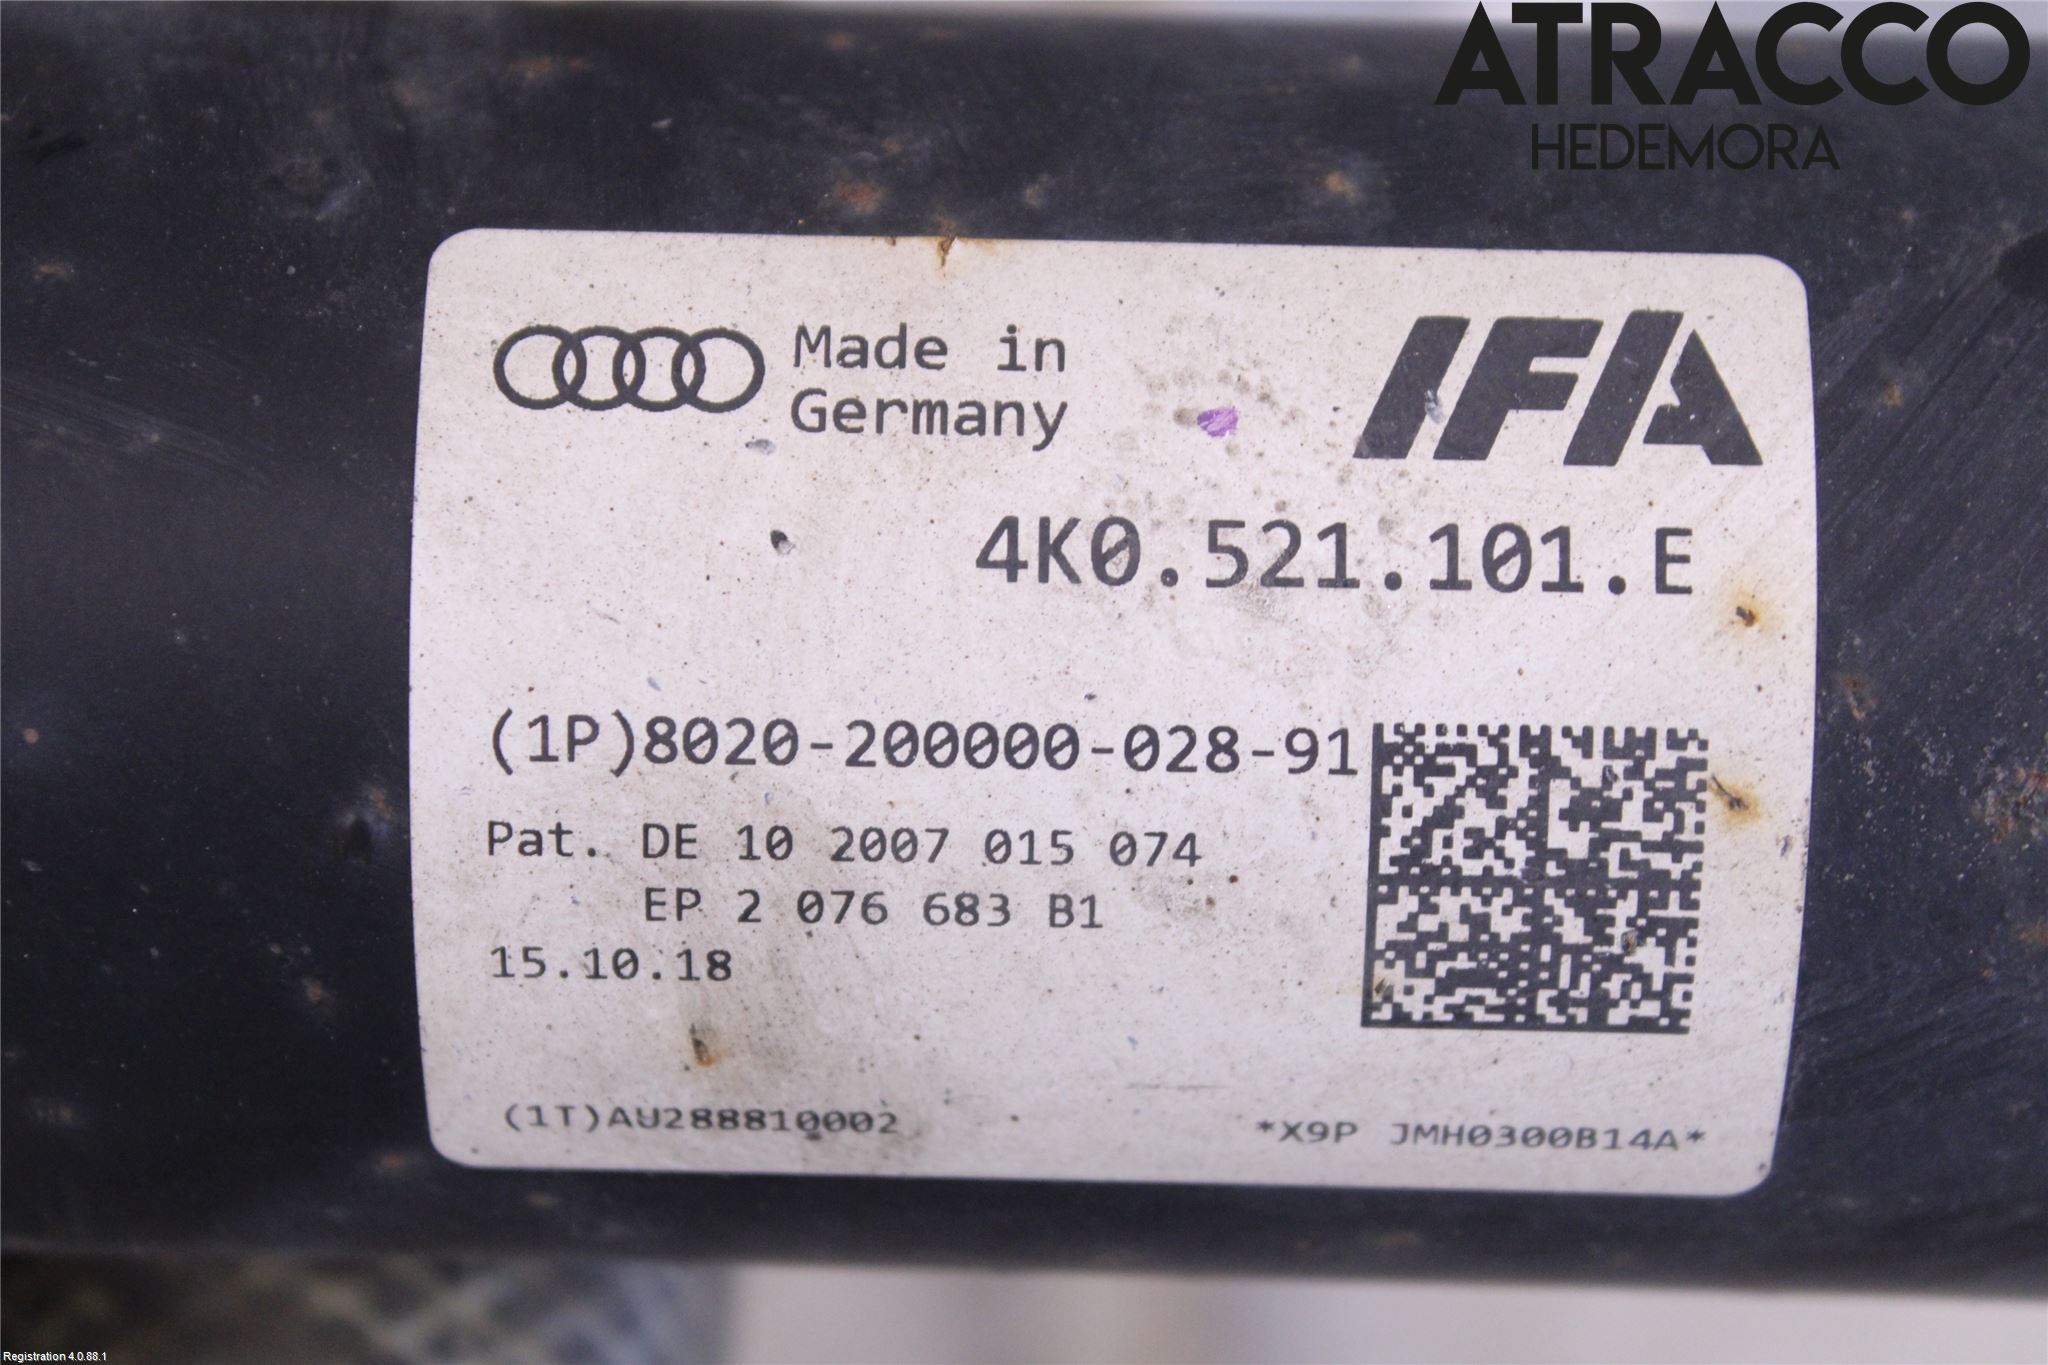 ATRACCO
HEDEMORA
Made in
Germany
IFA
4K0.521.101.E
(1P)8020-200000-028-91
Pat. DE 10 2007 015 074
EP 2 076 683 B1
15.10.18
(1T)AU288810002
*X9P JMH0300B14A*
Registration 4.0.88.1